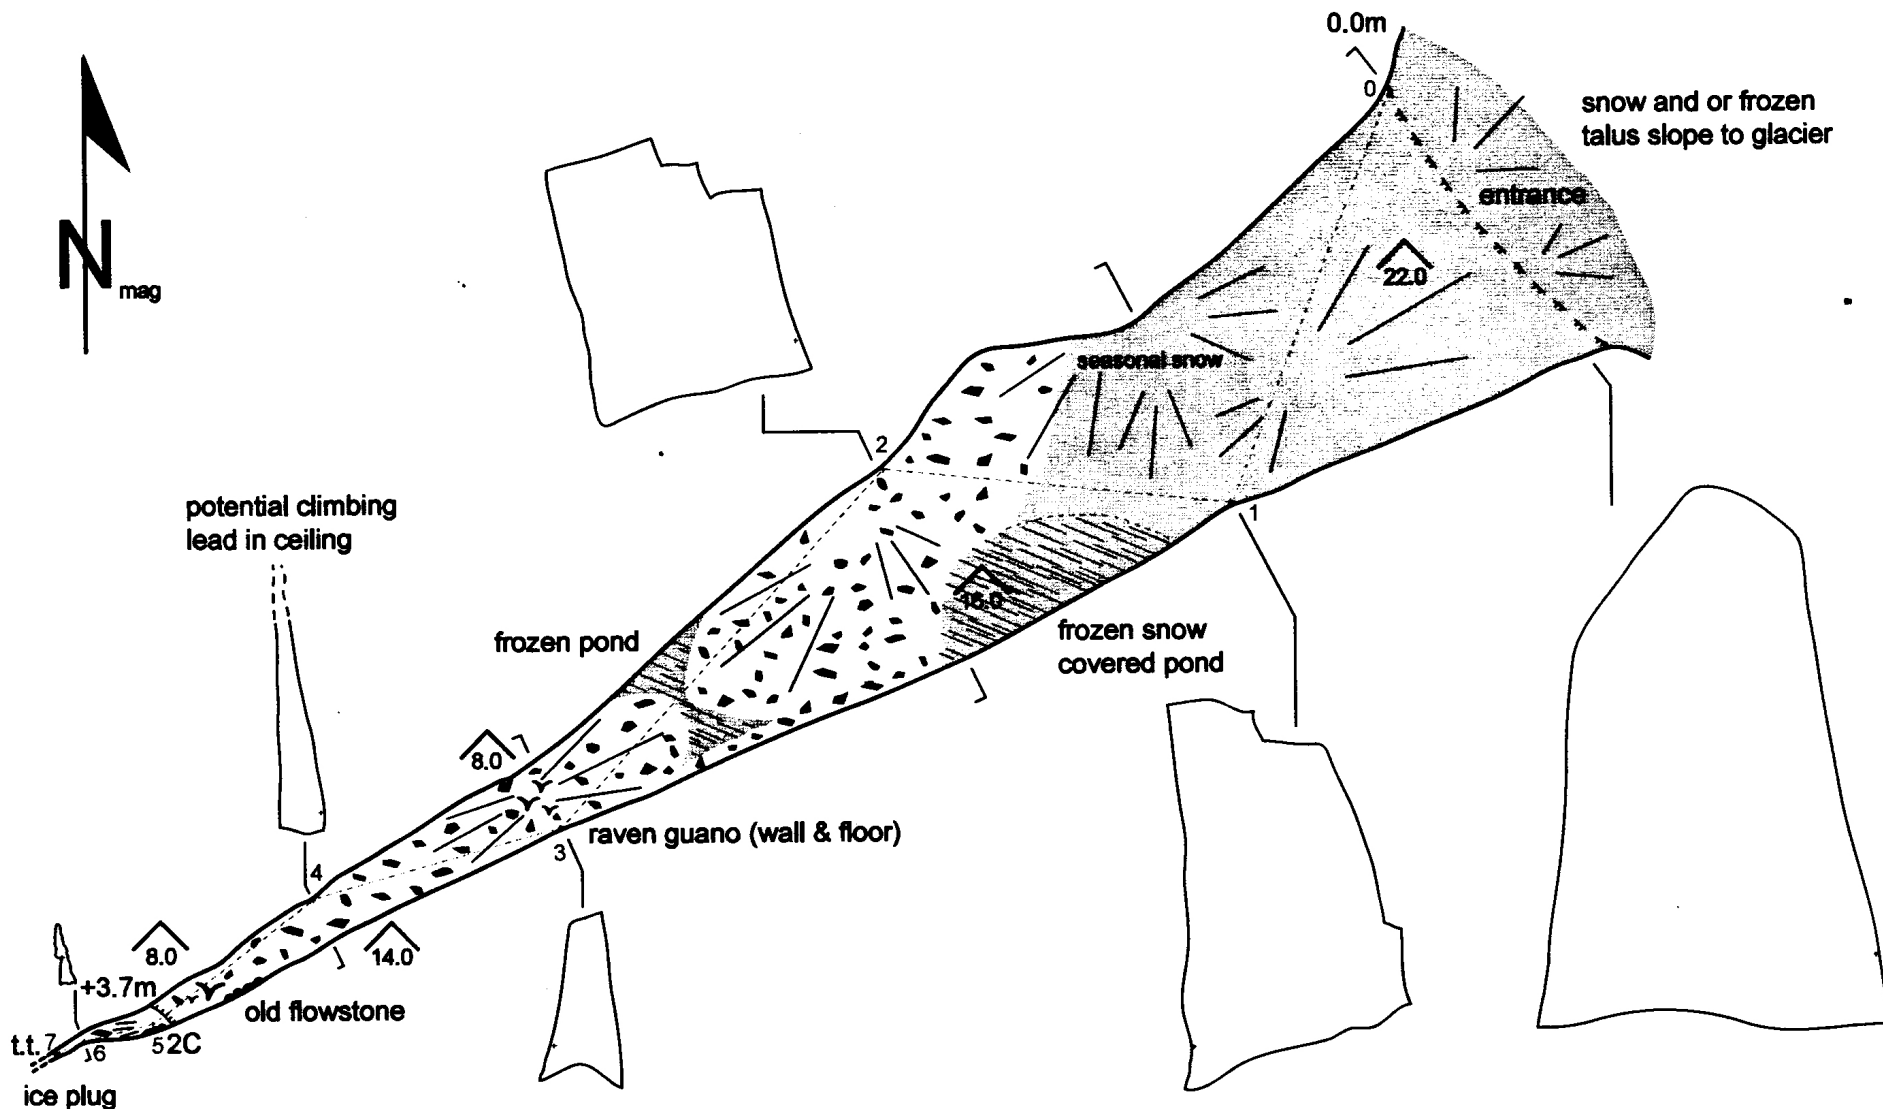 0.0m
0
snow and or frozen
talus slope to glacier
entrance
22.0
N
mag
seasonal snow
2
1
potential climbing
lead in ceiling
16.0
frozen pond
frozen snow
covered pond
8.0
raven guano (wall & floor)
3
4
8.0
14.0
+3.7m
old flowstone
t.t. 7
6
5 2C
ice plug